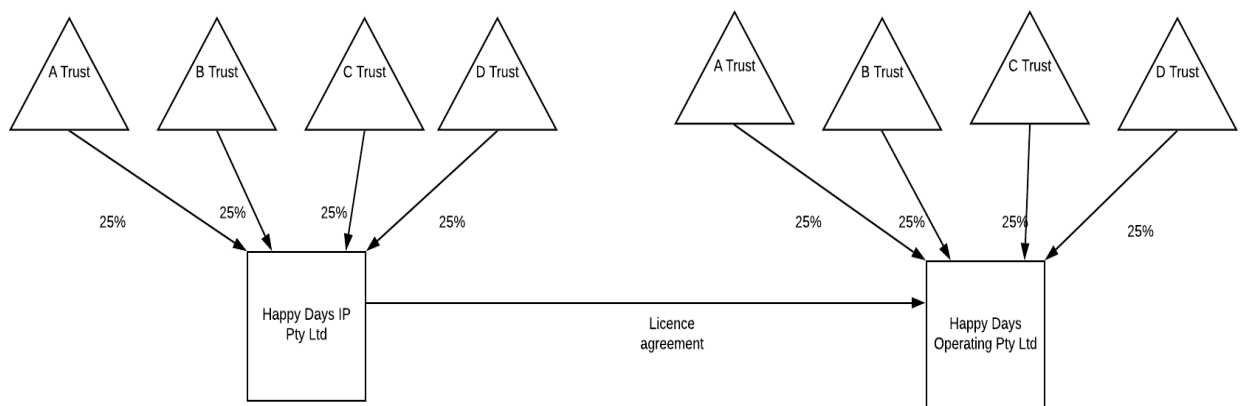 A Trust
B Trust
C Trust
D Trust
A Trust
B Trust
C Trust
D Trust
25%
25%
25%
25%
25%
25%
25%
25%
Happy Days IP
Pty Ltd
Licence
agreement
Happy Days
Operating Pty Ltd